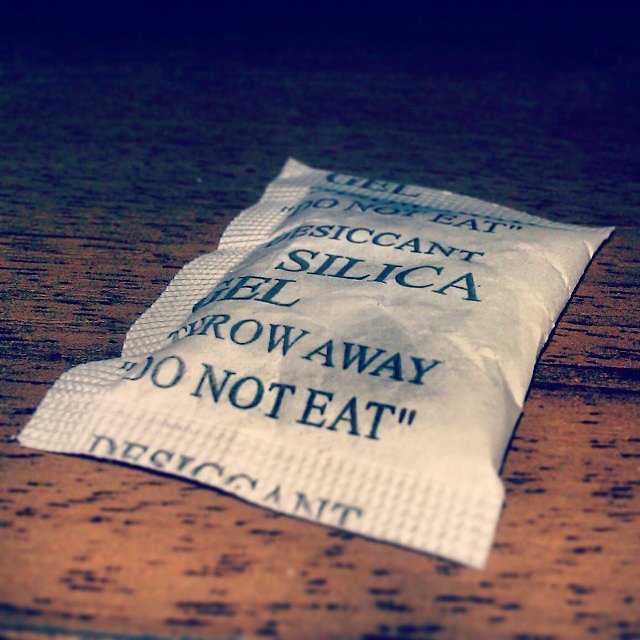 GEL
"DO NOT EAT"
DESICCANT
SILICA
GEL
THROW AWAY
"DO NOT EAT"
DESICCANT